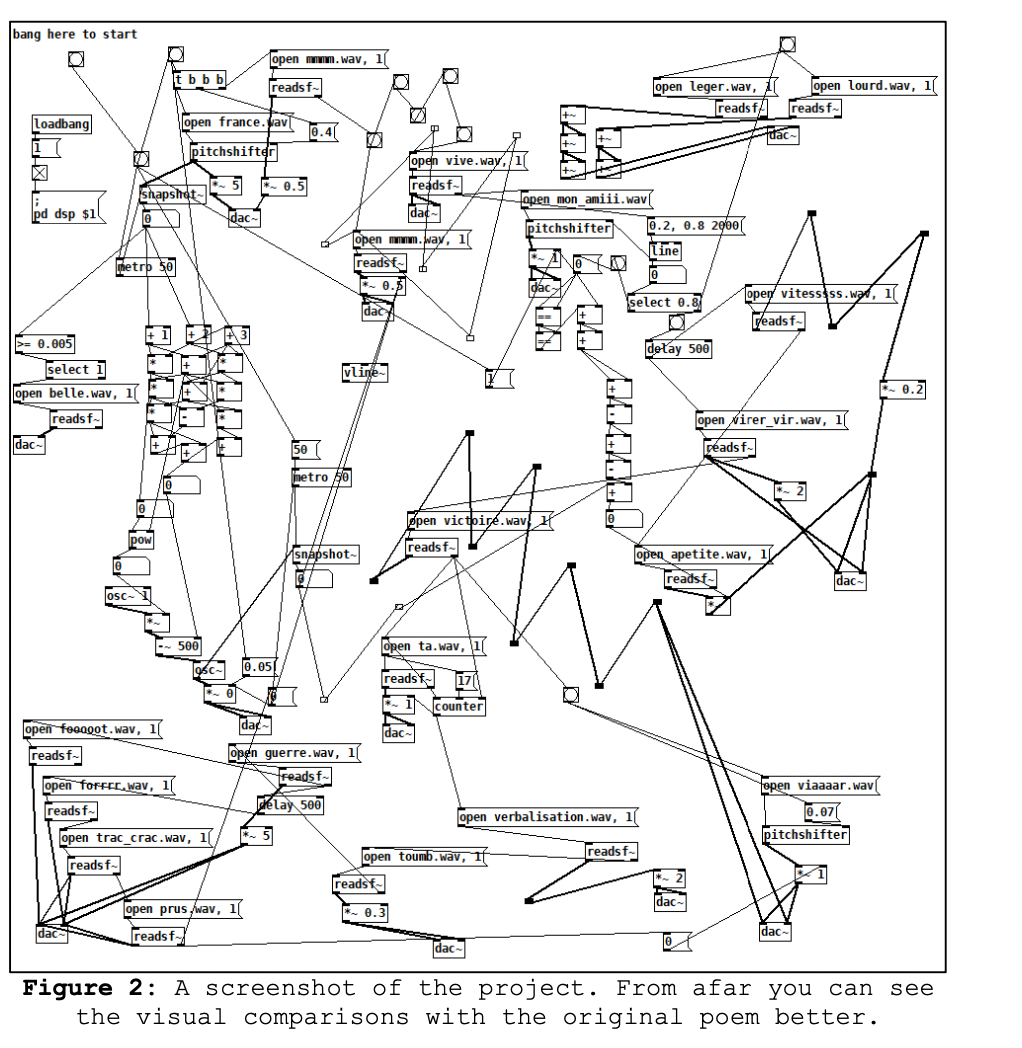 bang here to start
open mmmm.wav, 1
t b b b
readsf~
open leger.wav, 1
open lourd.wav, 1
readsf~
readsf~
dac~
loadbang
1
;
pd dsp $1
open france.wav
0.4
pitchshifter
snapshot~
*~ 5
*~ 0.5
0
dac~
metro 50
open vive.wav, 1
readsf~
dac~
open mmmm.wav, 1
readsf~
*~ 0.5
dac~
+~
+~
+~
+~
+~
open mon_amiii.wav
pitchshifter
0.2, 0.8 2000
line
0
*~ 1
0
dac~
select 0.8
==
==
+
+
delay 500
open vitesssss.wav, 1
readsf~
*~ 0.2
>= 0.005
select 1
open belle.wav, 1
readsf~
dac~
+ 1
+ 2
+ 3
*
+
*
*
+
*
*
-
*
+
+
+
0
0
pow
0
osc~ 1
*~
-~ 500
osc~
0.05
*~ 0
0
dac~
vline~
1
50
metro 50
snapshot~
0
+
-
+
-
+
0
open virer_vir.wav, 1
readsf~
*~ 2
open victoire.wav, 1
readsf~
open apetite.wav, 1
readsf~
*~
dac~
open ta.wav, 1
readsf~
17
*~ 1
counter
dac~
open fooooot.wav, 1
readsf~
open guerre.wav, 1
readsf~
open forrrr.wav, 1
readsf~
delay 500
open trac_crac.wav, 1
*~ 5
readsf~
open prus.wav, 1
dac~
readsf~
open verbalisation.wav, 1
open toumb.wav, 1
readsf~
readsf~
*~ 0.3
dac~
*~ 2
dac~
0
open viaaaar.wav
0.07
pitchshifter
*~ 1
dac~
Figure 2: A screenshot of the project. From afar you can see
the visual comparisons with the original poem better.